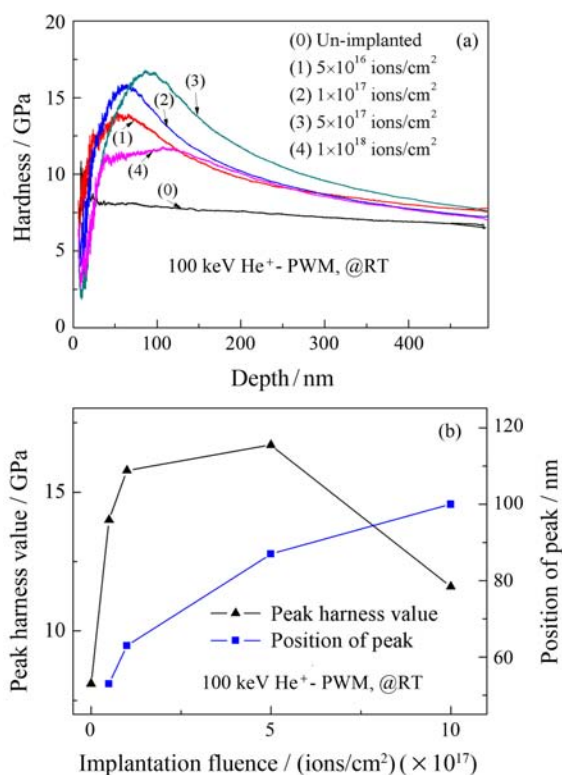 (a)
(0) Un-implanted
(1) 5×10^16 ions/cm^2
(2) 1×10^17 ions/cm^2
(3) 5×10^17 ions/cm^2
(4) 1×10^18 ions/cm^2
(3)
(2)
(1)
(4)
(0)
100 keV He^+- PWM, @RT
20
15
10
5
0
Hardness / GPa
0 100 200 300 400
Depth / nm
(b)
15
10
Peak harness value / GPa
120
100
80
60
Position of peak / nm
Peak harness value
Position of peak
100 keV He^+- PWM, @RT
0 5 10
Implantation fluence / (ions/cm^2) (×10^17)